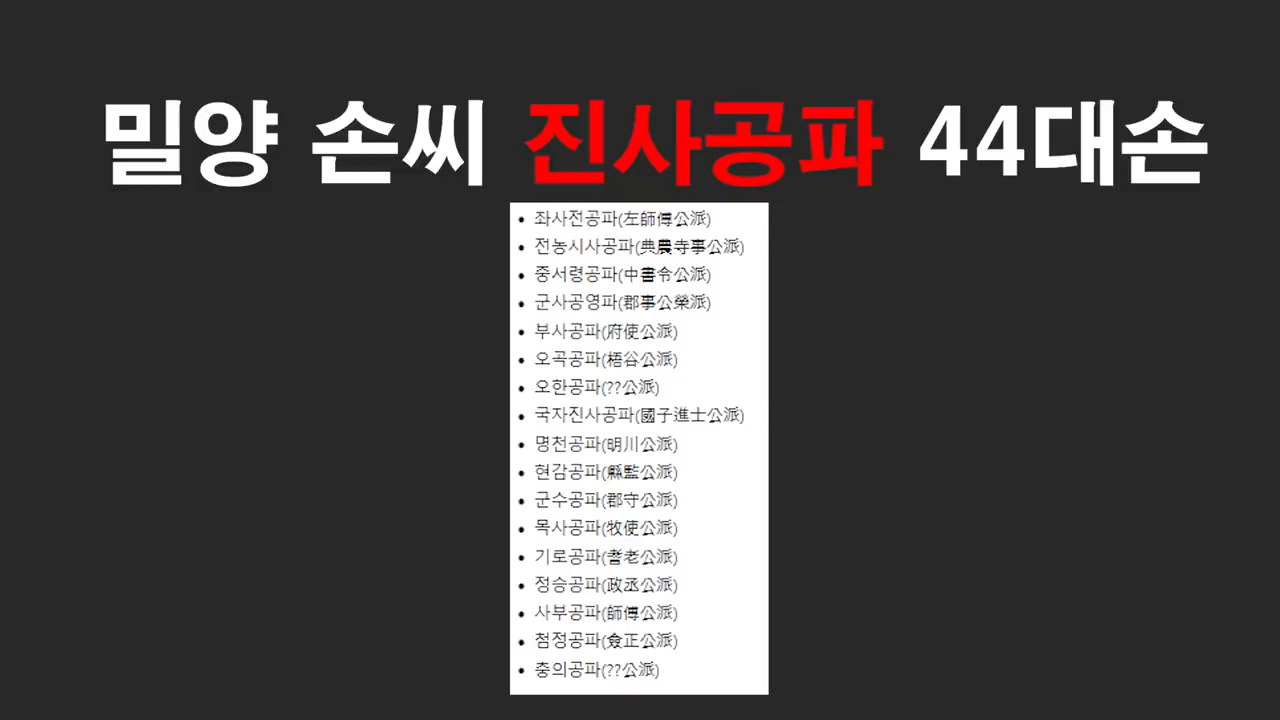 밀양 손씨 진사공파 44대손
• 좌사전공파(左師傅公派)
• 전농시사공파(典農寺事公派)
• 중서령공파(中書令公派)
• 군사공영파(郡事公榮派)
• 부사공파(府使公派)
• 오곡공파(梧谷公派)
• 오한공파(??公派)
• 국자진사공파(國子進士公派)
• 명천공파(明川公派)
• 현감공파(縣監公派)
• 군수공파(郡守公派)
• 목사공파(牧使公派)
• 기로공파(耆老公派)
• 정승공파(政丞公派)
• 사부공파(師傅公派)
• 첨정공파(僉正公派)
• 충의공파(??公派)